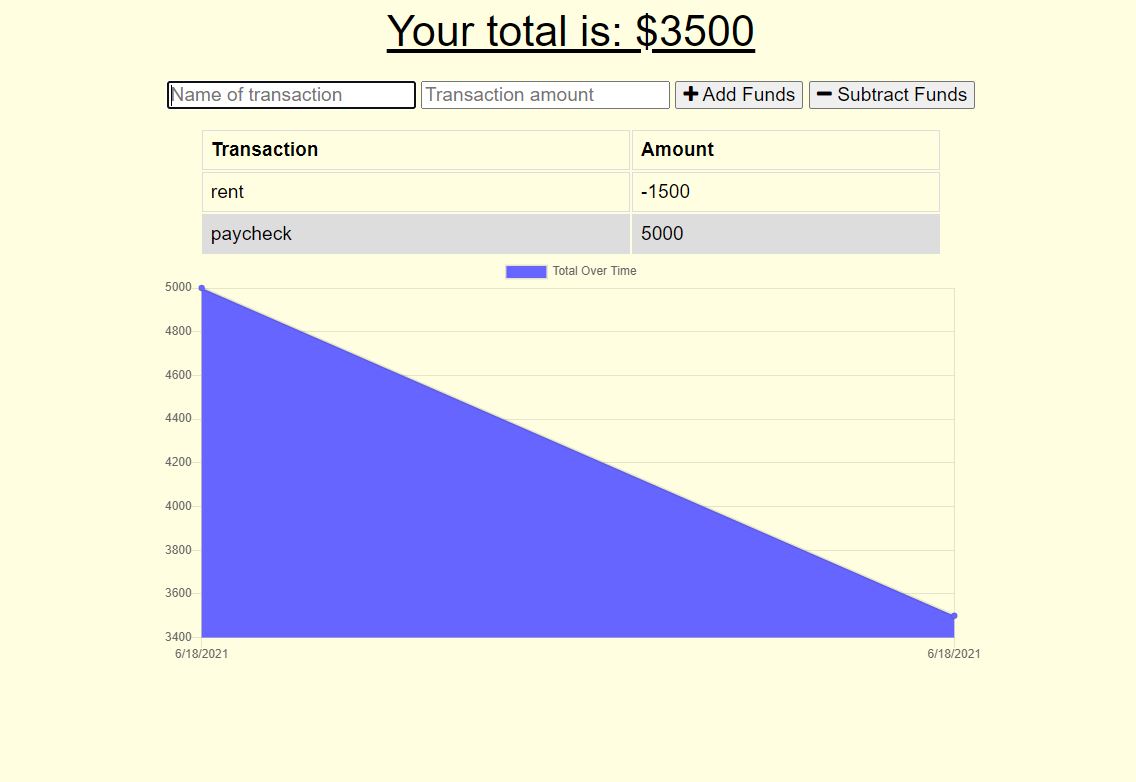 Your total is: $3500
Name of transaction Transaction amount Add Funds Subtract Funds
Transaction Amount
rent -1500
paycheck 5000
Total Over Time
5000
4800
4600
4400
4200
4000
3800
3600
3400
6/18/2021 6/18/2021